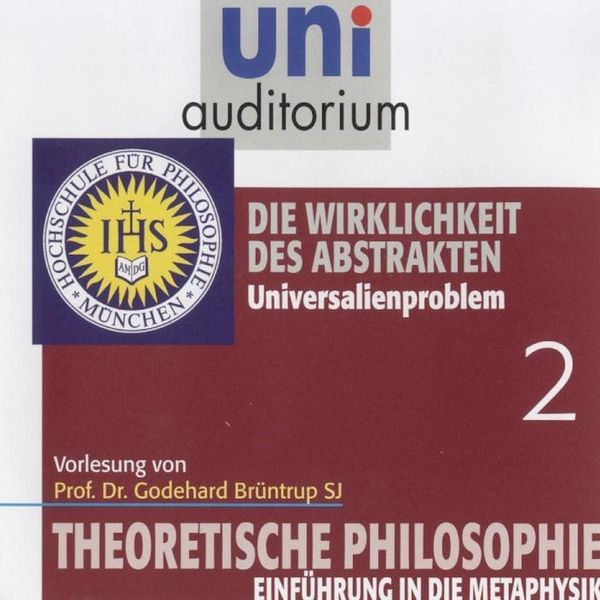 uni
auditorium
HOCHSCHULE FÜR PHILOSOPHIE
MÜNCHEN
IHS
AMDG
DIE WIRKLICHKEIT
DES ABSTRAKTEN
Universalienproblem
2
Vorlesung von
Prof. Dr. Godehard Brüntrup SJ
THEORETISCHE PHILOSOPHIE
EINFÜHRUNG IN DIE METAPHYSIK